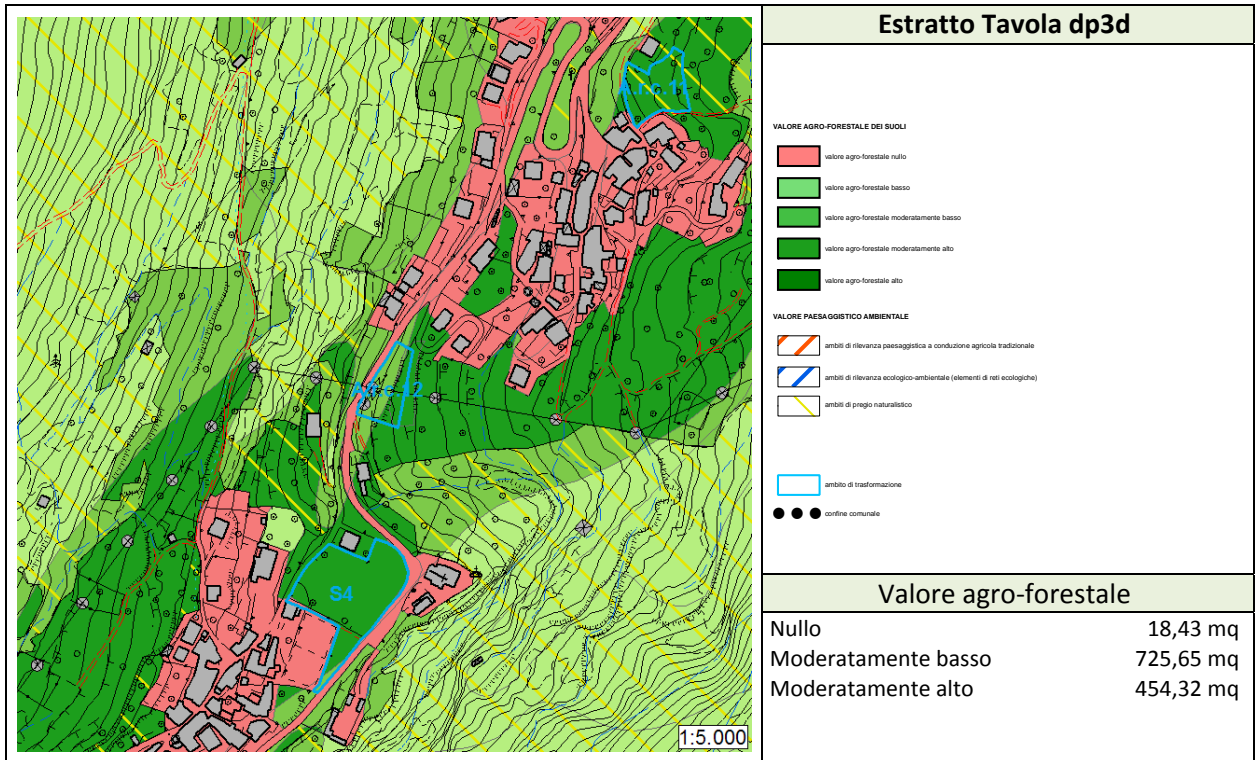 Estratto Tavola dp3d
VALORE AGRO-FORESTALE DEI SUOLI
valore agro-forestale nullo
valore agro-forestale basso
valore agro-forestale moderatamente basso
valore agro-forestale moderatamente alto
valore agro-forestale alto
VALORE PAESAGGISTICO AMBIENTALE
ambiti di rilevanza paesaggistica a conduzione agricola tradizionale
ambiti di rilevanza ecologico-ambientale (elementi di reti ecologiche)
ambiti di pregio naturalistico
ambito di trasformazione
confine comunale
Valore agro-forestale
Nullo 18,43 mq
Moderatamente basso 725,65 mq
Moderatamente alto 454,32 mq
S4
1:5.000